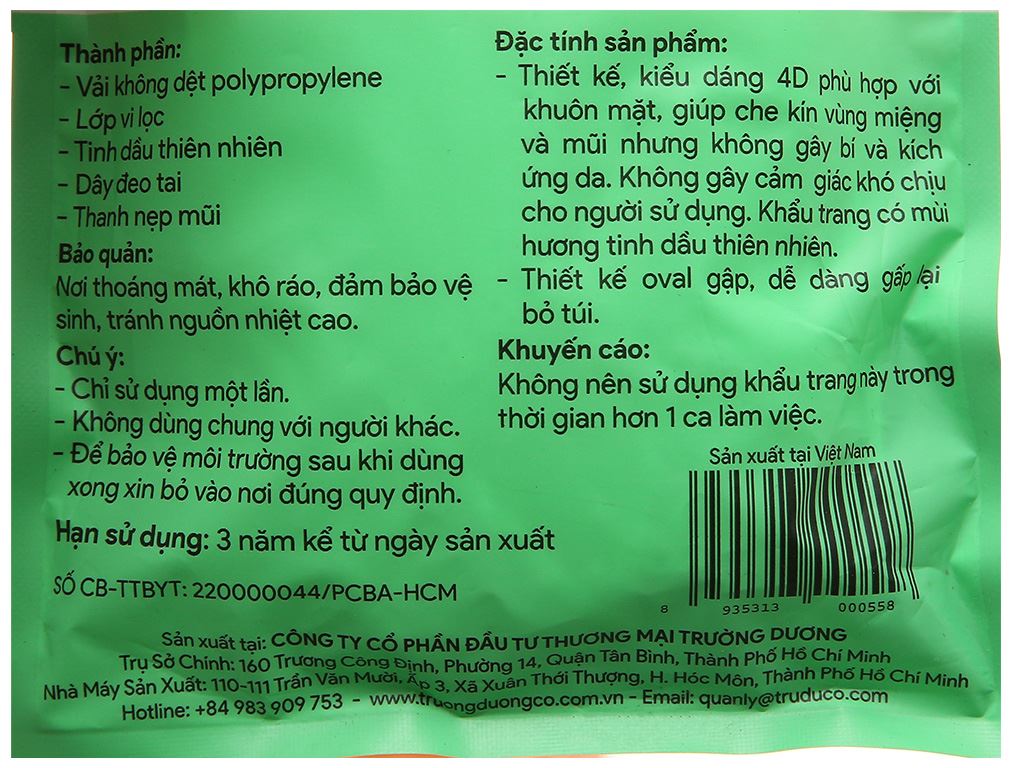 Thành phần:
- Vải không dệt polypropylene
- Lớp vi lọc
- Tinh dầu thiên nhiên
- Dây đeo tai
- Thanh nẹp mũi
Bảo quản:
Nơi thoáng mát, khô ráo, đảm bảo vệ
sinh, tránh nguồn nhiệt cao.
Chú ý:
- Chỉ sử dụng một lần.
- Không dùng chung với người khác.
- Để bảo vệ môi trường sau khi dùng
xong xin bỏ vào nơi đúng quy định.
Hạn sử dụng: 3 năm kể từ ngày sản xuất
SỐ CB-TTBYT: 220000044/PCBA-HCM
Đặc tính sản phẩm:
- Thiết kế, kiểu dáng 4D phù hợp với
khuôn mặt, giúp che kín vùng miệng
và mũi nhưng không gây bí và kích
ứng da. Không gây cảm giác khó chịu
cho người sử dụng. Khẩu trang có mùi
hương tinh dầu thiên nhiên.
- Thiết kế oval gập, dễ dàng gấp lại
bỏ túi.
Khuyến cáo:
Không nên sử dụng khẩu trang này trong
thời gian hơn 1 ca làm việc.
Sản xuất tại Việt Nam
8 935313 000558
Sản xuất tại: CÔNG TY CỔ PHẦN ĐẦU TƯ THƯƠNG MẠI TRƯỜNG DƯƠNG
Trụ Sở Chính: 160 Trương Công Định, Phường 14, Quận Tân Bình, Thành Phố Hồ Chí Minh
Nhà Máy Sản Xuất: 110-111 Trần Văn Mười, Ấp 3, Xã Xuân Thới Thượng, H. Hóc Môn, Thành Phố Hồ Chí Minh
Hotline: +84 983 909 753 - www.truongduongco.com.vn - Email: quanly@truduco.com